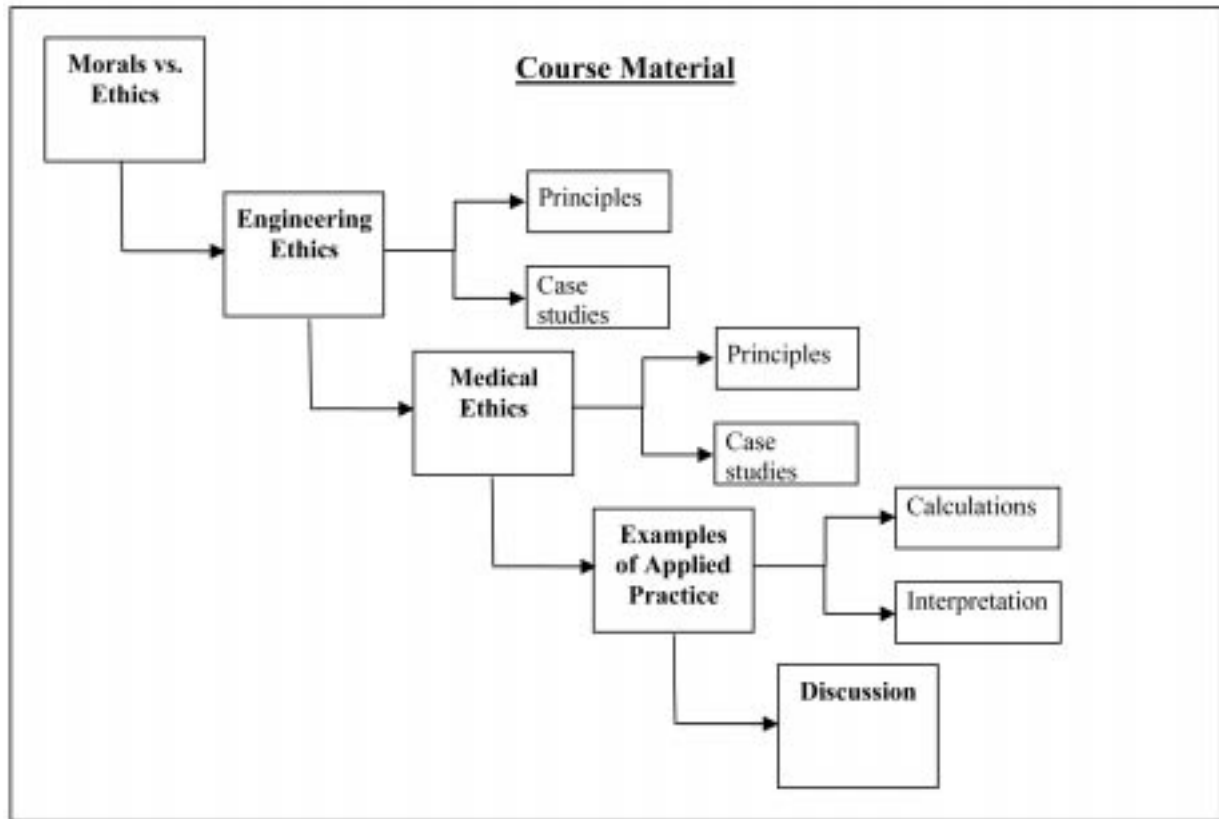 Morals vs.
Ethics
Course Material
Engineering
Ethics
Principles
Case
studies
Medical
Ethics
Principles
Case
studies
Examples
of Applied
Practice
Calculations
Interpretation
Discussion